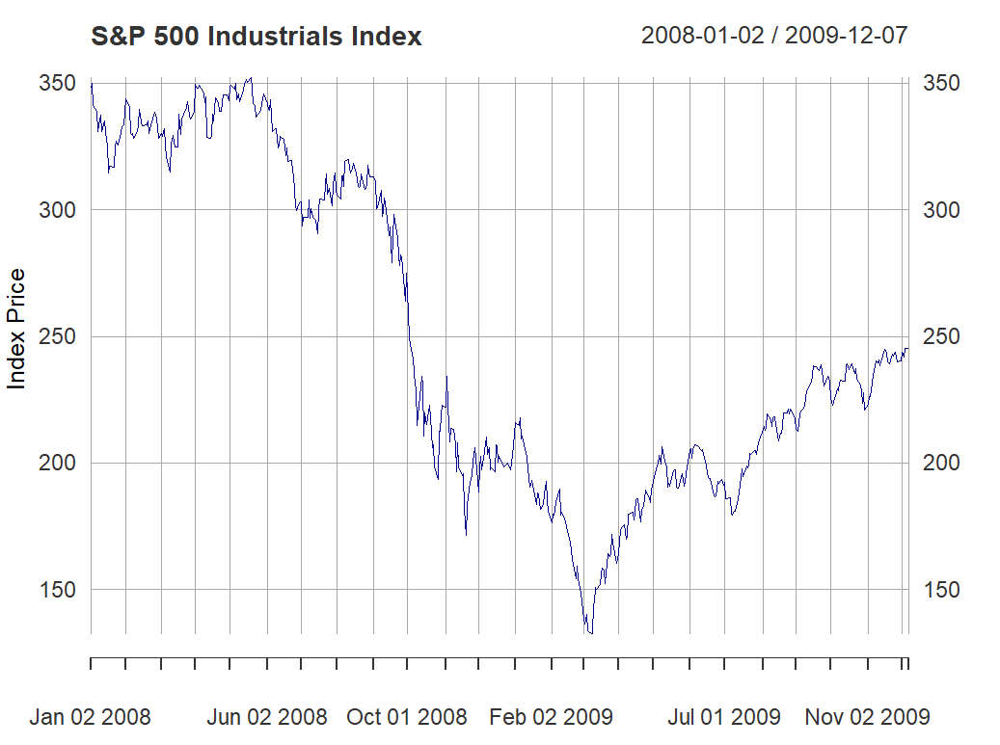 S&P 500 Industrials Index 2008-01-02 / 2009-12-07
350 350
300 300
250 250
200 200
150 150
Index Price
Jan 02 2008 Jun 02 2008 Oct 01 2008 Feb 02 2009 Jul 01 2009 Nov 02 2009